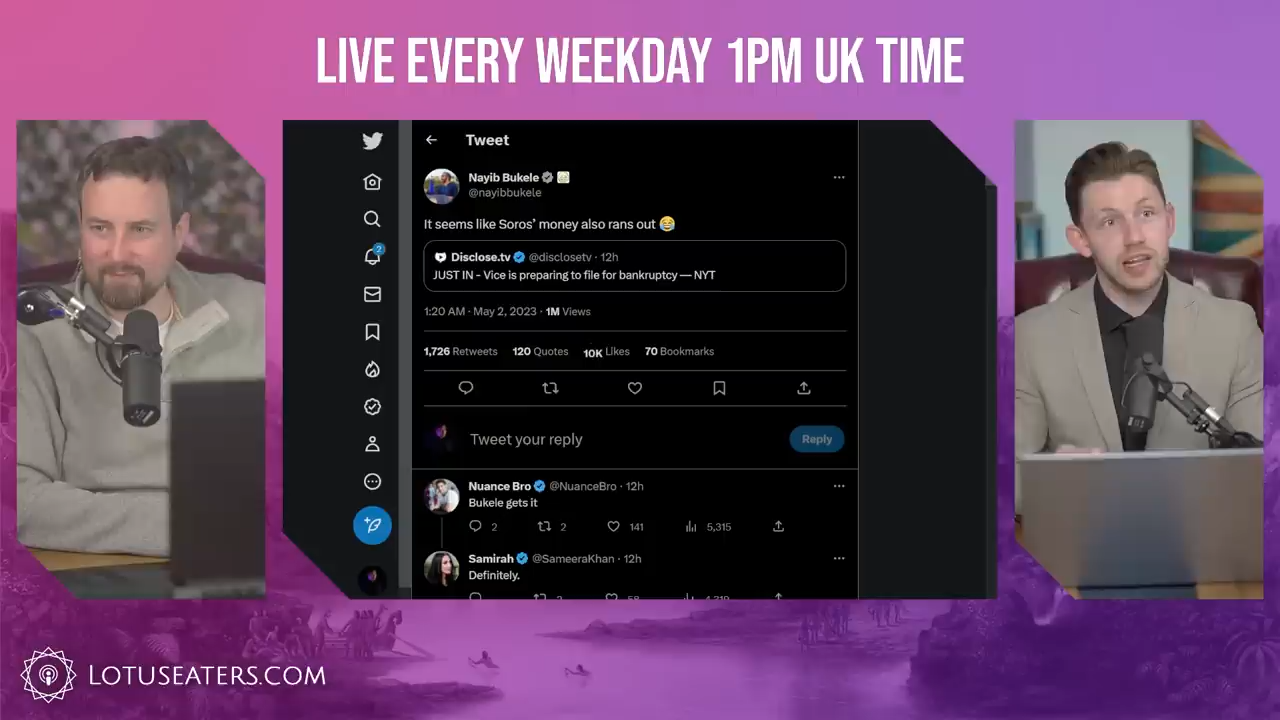 LIVE EVERY WEEKDAY 1PM UK TIME
Tweet
Nayib Bukele
@nayibbukele
It seems like Soros' money also rans out 😂
Disclose.tv @disclosetv · 12h
JUST IN - Vice is preparing to file for bankruptcy — NYT
1:20 AM · May 2, 2023 · 1M Views
1,726 Retweets 120 Quotes 10K Likes 70 Bookmarks
Tweet your reply
Reply
Nuance Bro @NuanceBro · 12h
Bukele gets it
2 2 141 5,315
Samirah @SameeraKhan · 12h
Definitely.
2
LOTUSEATERS.COM